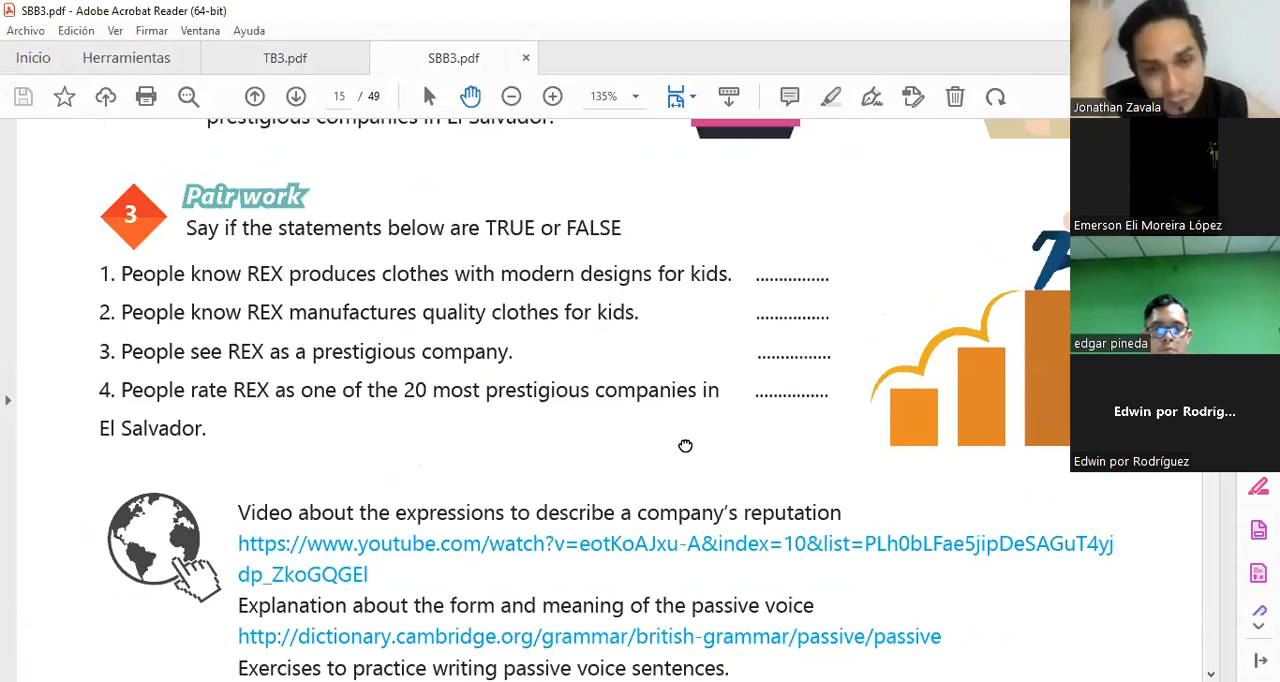 SBB3.pdf - Adobe Acrobat Reader (64-bit)
Archivo Edición Ver Firmar Ventana Ayuda
Inicio Herramientas TB3.pdf SBB3.pdf ×
15 / 49 135%
prestigious companies in El Salvador.
3
Pair work
Say if the statements below are TRUE or FALSE
1. People know REX produces clothes with modern designs for kids. ...............
2. People know REX manufactures quality clothes for kids. ...............
3. People see REX as a prestigious company. ...............
4. People rate REX as one of the 20 most prestigious companies in ...............
El Salvador.
Video about the expressions to describe a company's reputation
https://www.youtube.com/watch?v=eotKoAJxu-A&index=10&list=PLh0bLFae5jipDeSAGuT4yj
dp_ZkoGQGEl
Explanation about the form and meaning of the passive voice
http://dictionary.cambridge.org/grammar/british-grammar/passive/passive
Exercises to practice writing passive voice sentences.
Jonathan Zavala
Emerson Eli Moreira López
edgar pineda
Edwin por Rodríg...
Edwin por Rodríguez